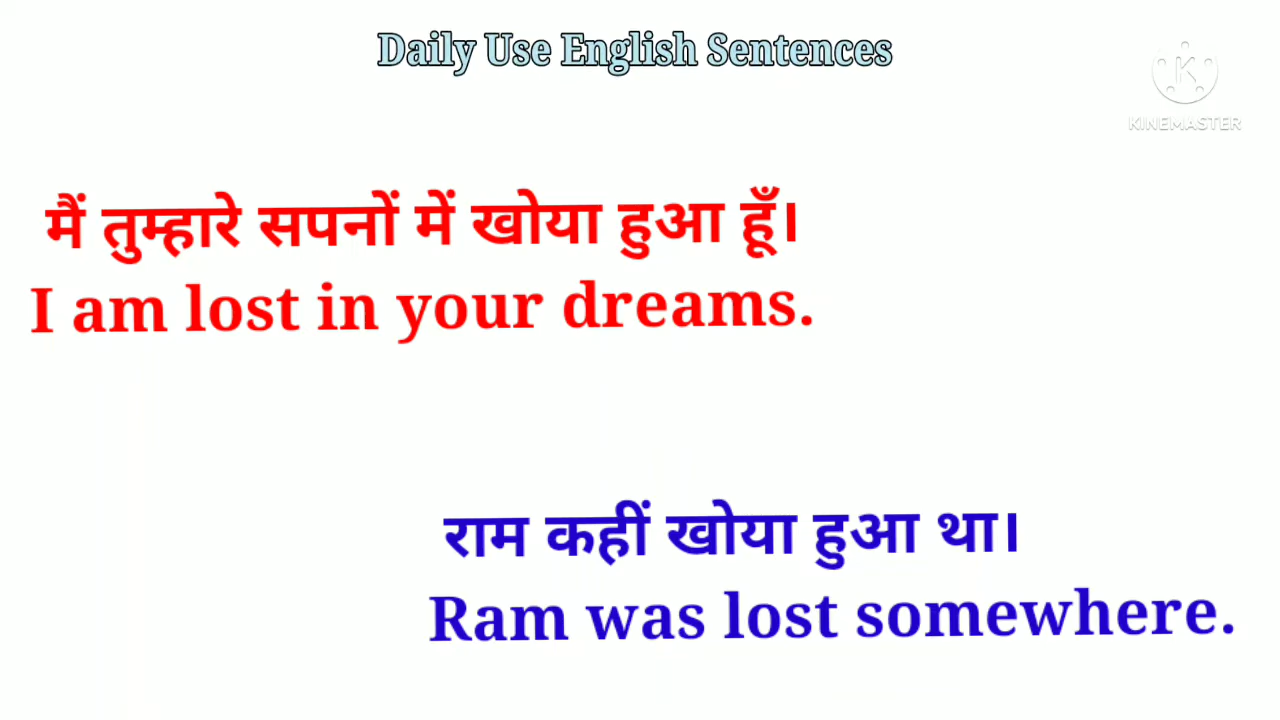 Daily Use English Sentences
KINEMASTER
मैं तुम्हारे सपनों में खोया हुआ हूँ।
I am lost in your dreams.
राम कहीं खोया हुआ था।
Ram was lost somewhere.